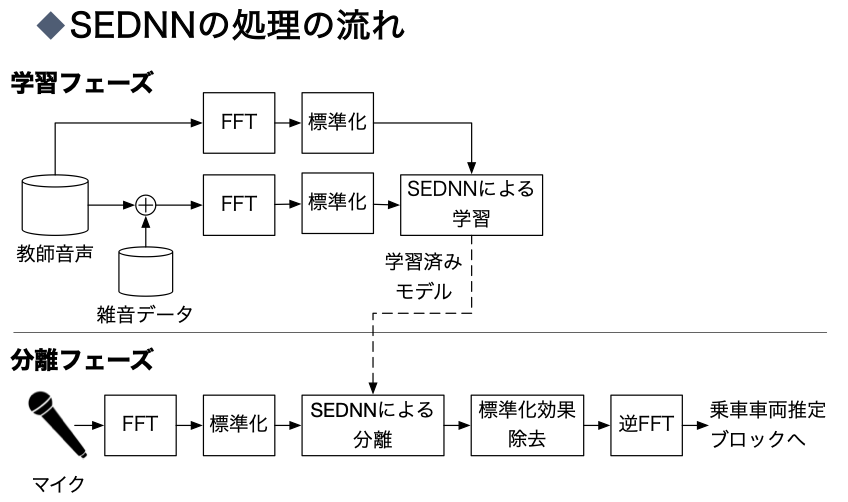 ◆SEDNNの処理の流れ
学習フェーズ
FFT
標準化
FFT
標準化
SEDNNによる
学習
教師音声
雑音データ
学習済み
モデル
分離フェーズ
FFT
標準化
SEDNNによる
分離
標準化効果
除去
逆FFT
乗車車両推定
ブロックへ
マイク